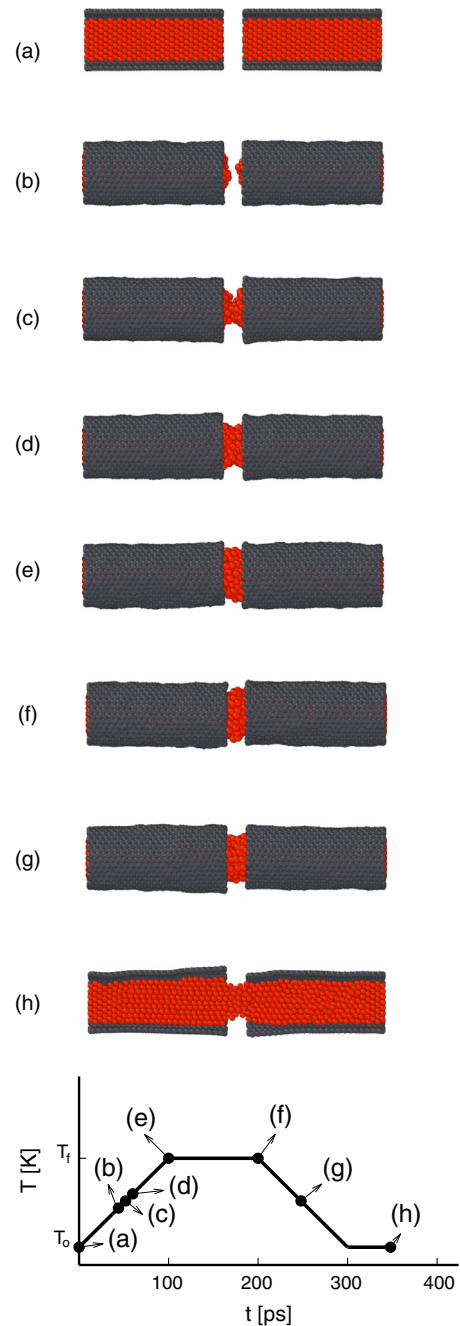 (a)
(b)
(c)
(d)
(e)
(f)
(g)
(h)
T [K]
T_f
T_o
(e)
(f)
(b)
(d)
(g)
(c)
(h)
(a)
100
200
300
400
t [ps]